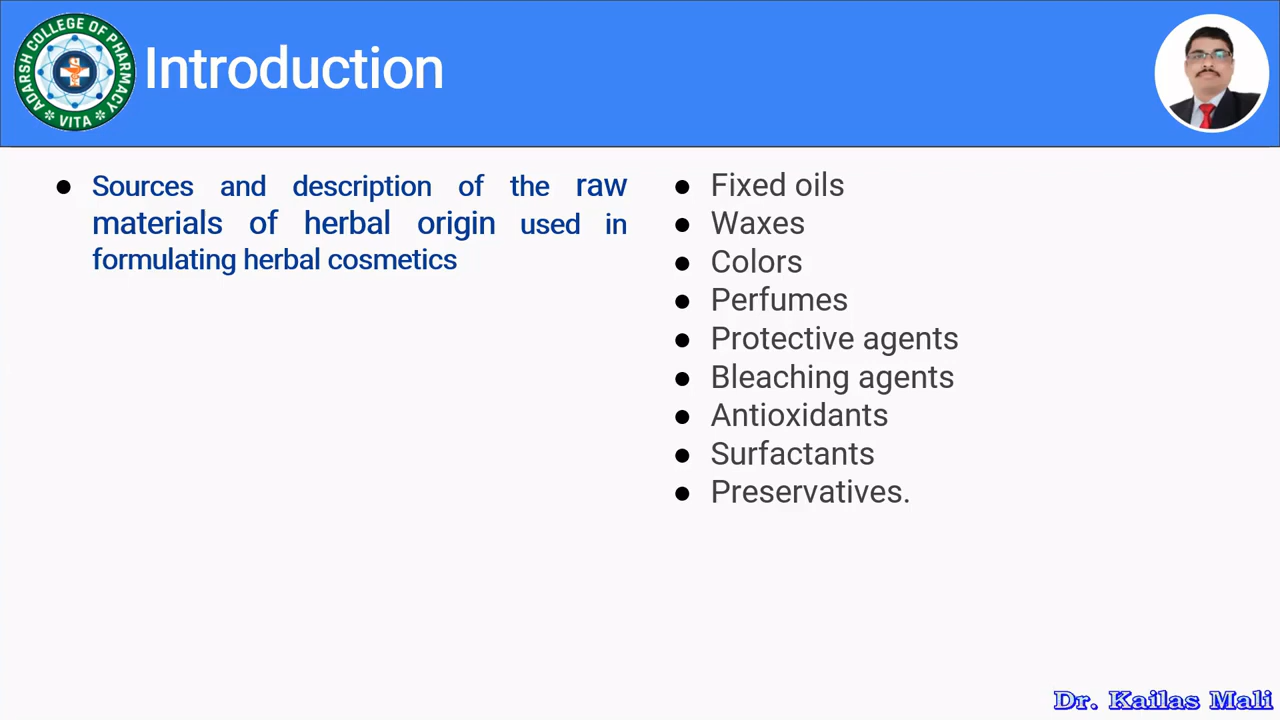 ADARSH COLLEGE OF PHARMACY
VITA
Introduction
● Sources and description of the raw
materials of herbal origin used in
formulating herbal cosmetics
● Fixed oils
● Waxes
● Colors
● Perfumes
● Protective agents
● Bleaching agents
● Antioxidants
● Surfactants
● Preservatives.
Dr. Kailas Mali